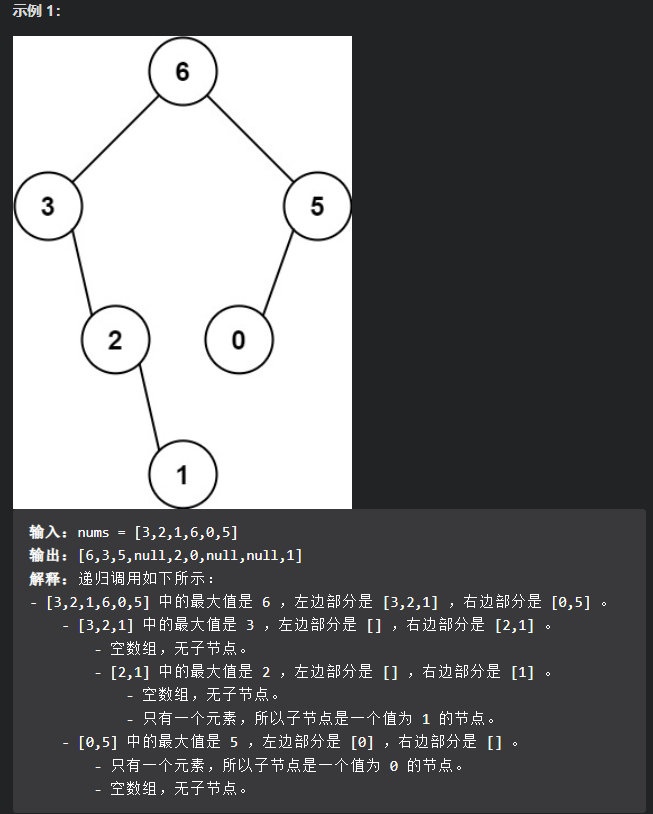 示例 1：
6
3
5
2
0
1
输入：nums = [3,2,1,6,0,5]
输出：[6,3,5,null,2,0,null,null,1]
解释：递归调用如下所示：
- [3,2,1,6,0,5] 中的最大值是 6 ，左边部分是 [3,2,1] ，右边部分是 [0,5] 。
- [3,2,1] 中的最大值是 3 ，左边部分是 [] ，右边部分是 [2,1] 。
- 空数组，无子节点。
- [2,1] 中的最大值是 2 ，左边部分是 [] ，右边部分是 [1] 。
- 空数组，无子节点。
- 只有一个元素，所以子节点是一个值为 1 的节点。
- [0,5] 中的最大值是 5 ，左边部分是 [0] ，右边部分是 [] 。
- 只有一个元素，所以子节点是一个值为 0 的节点。
- 空数组，无子节点。